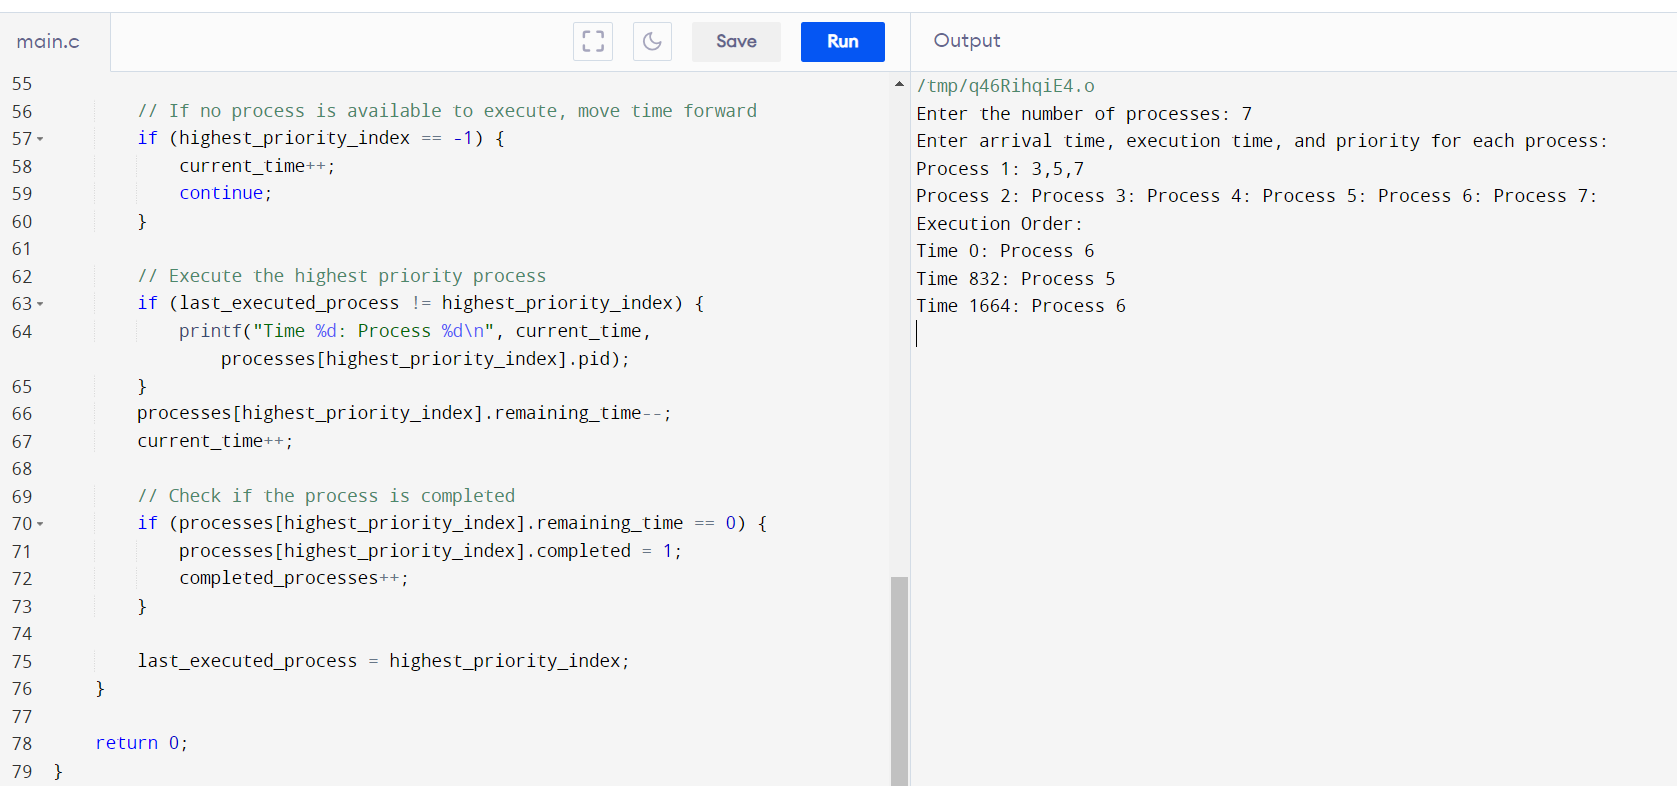 main.c
Save
Run
Output
55
56 // If no process is available to execute, move time forward
57 if (highest_priority_index == -1) {
58 current_time++;
59 continue;
60 }
61
62 // Execute the highest priority process
63 if (last_executed_process != highest_priority_index) {
64 printf("Time %d: Process %d\n", current_time,
processes[highest_priority_index].pid);
65 }
66 processes[highest_priority_index].remaining_time--;
67 current_time++;
68
69 // Check if the process is completed
70 if (processes[highest_priority_index].remaining_time == 0) {
71 processes[highest_priority_index].completed = 1;
72 completed_processes++;
73 }
74
75 last_executed_process = highest_priority_index;
76 }
77
78 return 0;
79 }
/tmp/q46RihqiE4.o
Enter the number of processes: 7
Enter arrival time, execution time, and priority for each process:
Process 1: 3,5,7
Process 2: Process 3: Process 4: Process 5: Process 6: Process 7:
Execution Order:
Time 0: Process 6
Time 832: Process 5
Time 1664: Process 6